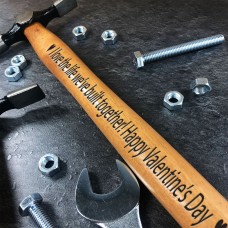 ♥ I love the life we've built together! Happy Valentine's Day ♥